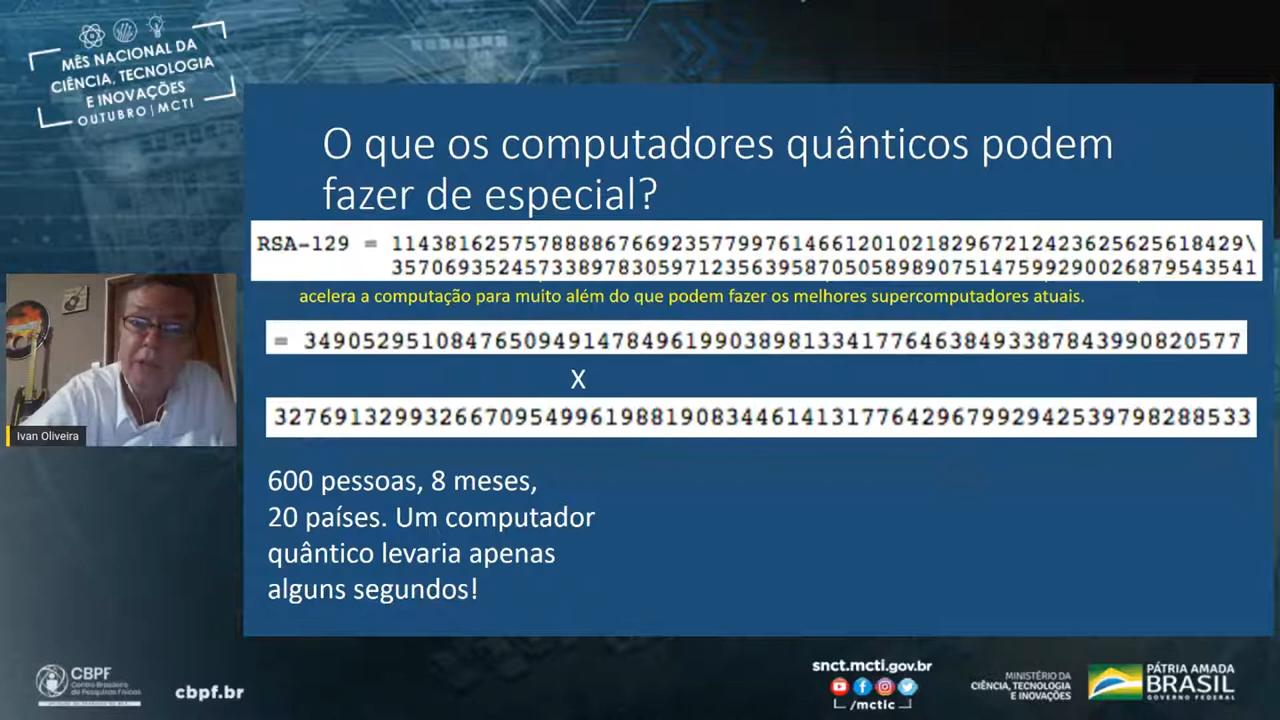 MÊS NACIONAL DA
CIÊNCIA, TECNOLOGIA
E INOVAÇÕES
OUTUBRO | MCTI
O que os computadores quânticos podem
fazer de especial?
RSA-129 = 11438162575788888676692357799761466120102182967212423625625618429\
35706935245733897830597123563958705058989075147599290026879543541
acelera a computação para muito além do que podem fazer os melhores supercomputadores atuais.
= 3490529510847650949147849619903898133417764638493387843990820577
X
32769132993266709549961988190834461413177642967992942539798288533
Ivan Oliveira
600 pessoas, 8 meses,
20 países. Um computador
quântico levaria apenas
alguns segundos!
CBPF
Centro Brasileiro
de Pesquisas Físicas
cbpf.br
snct.mcti.gov.br
/mctic
MINISTÉRIO DA
CIÊNCIA, TECNOLOGIA
E INOVAÇÕES
PÁTRIA AMADA
BRASIL
GOVERNO FEDERAL